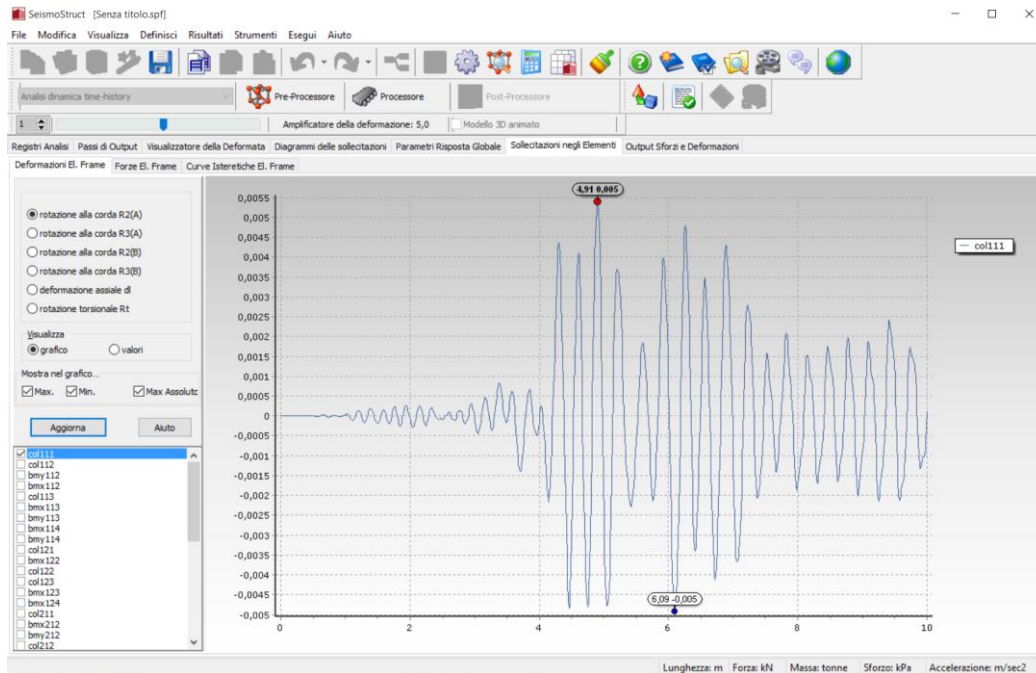 SeismoStruct [Senza titolo.spf]
File Modifica Visualizza Definisci Risultati Strumenti Esegui Aiuto
Analisi dinamica time-history Pre-Processore Processore Post-Processore
1 Amplificatore della deformazione: 5,0 Modello 3D animato
Registri Analisi Passi di Output Visualizzatore della Deformata Diagrammi delle sollecitazioni Parametri Risposta Globale Sollecitazioni negli Elementi Output Sforzi e Deformazioni
Deformazioni El. Frame Forze El. Frame Curve Isteretiche El. Frame
rotazione alla corda R2(A)
rotazione alla corda R3(A)
rotazione alla corda R2(B)
rotazione alla corda R3(B)
deformazione assiale dl
rotazione torsionale Rt
Visualizza
grafico valori
Mostra nel grafico...
Max. Min. Max Assolutc
Aggiorna Aiuto
col111
col112
bmy112
bmx112
col113
bmx113
bmy113
bmx114
bmy114
col121
bmx122
col122
col123
bmx123
bmx124
col211
bmx212
bmy212
col212
4,91 0,005
0,0055
0,005
0,0045
0,004
0,0035
0,003
0,0025
0,002
0,0015
0,001
0,0005
0
-0,0005
-0,001
-0,0015
-0,002
-0,0025
-0,003
-0,0035
-0,004
-0,0045
-0,005
6,09 -0,005
0 2 4 6 8 10
col111
Lunghezza: m Forza: kN Massa: tonne Sforzo: kPa Accelerazione: m/sec2